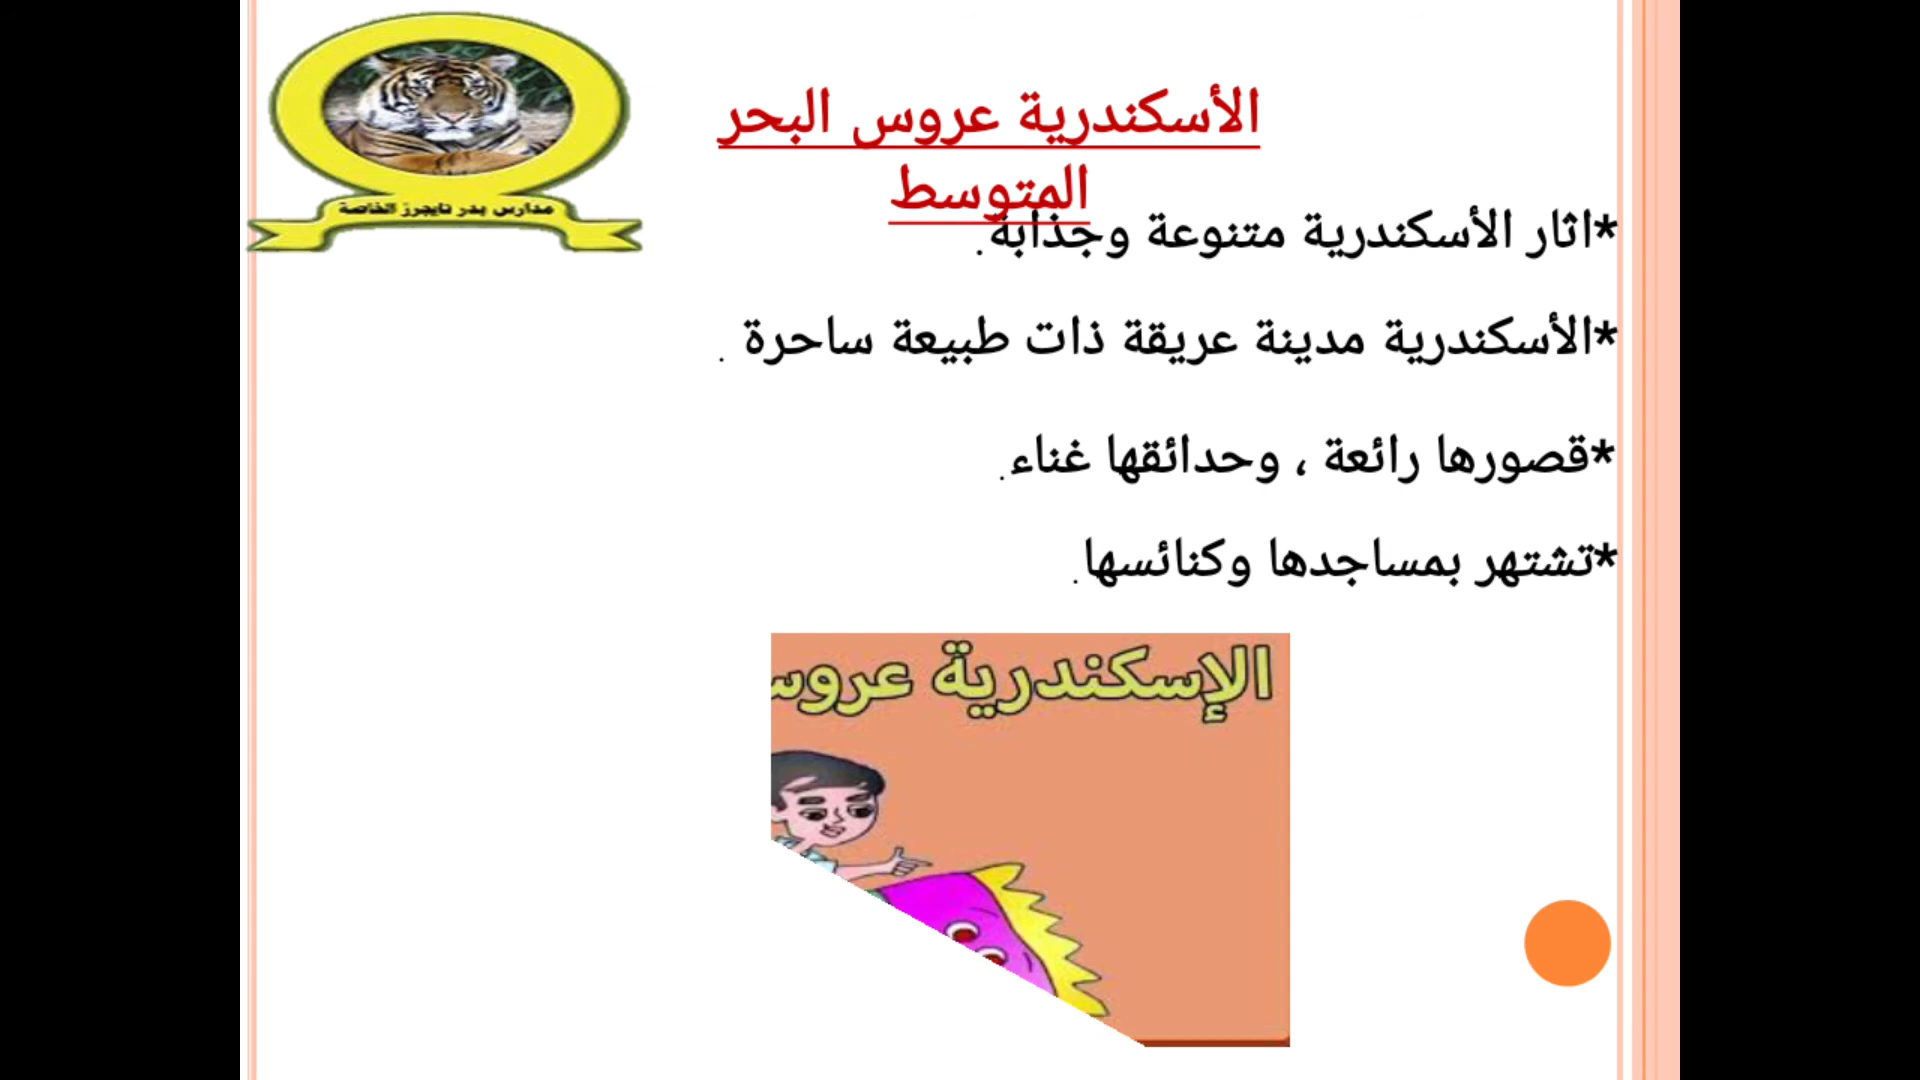 مدارس بدر تايجرز الخاصة
الأسكندرية عروس البحر
المتوسط
*اثار الأسكندرية متنوعة وجذابة.
*الأسكندرية مدينة عريقة ذات طبيعة ساحرة .
*قصورها رائعة ، وحدائقها غناء.
*تشتهر بمساجدها وكنائسها.
الإسكندرية عروس